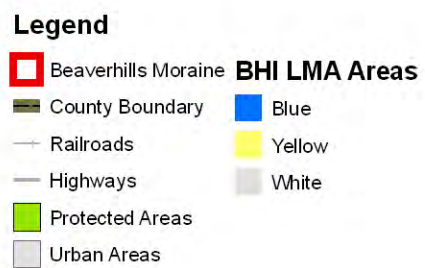 Legend
Beaverhills Moraine
County Boundary
Railroads
Highways
Protected Areas
Urban Areas
BHI LMA Areas
Blue
Yellow
White